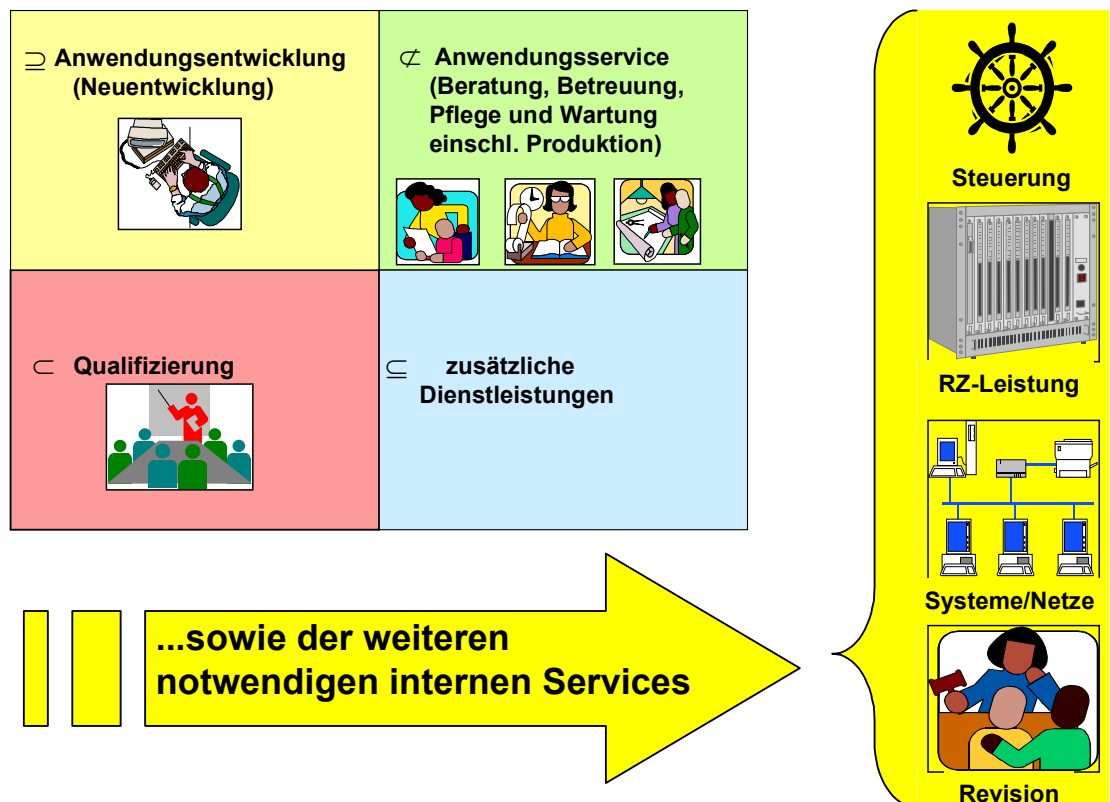 ⊇ Anwendungsentwicklung
(Neuentwicklung)
⊄ Anwendungsservice
(Beratung, Betreuung,
Pflege und Wartung
einschl. Produktion)
⊂ Qualifizierung
⊆ zusätzliche
Dienstleistungen
...sowie der weiteren
notwendigen internen Services
Steuerung
RZ-Leistung
Systeme/Netze
Revision